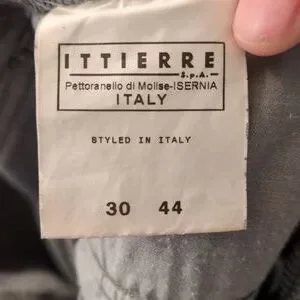 ITTIERRE
S.p.A.
Pettoranello di Molise-ISERNIA
ITALY
STYLED IN ITALY
30 44